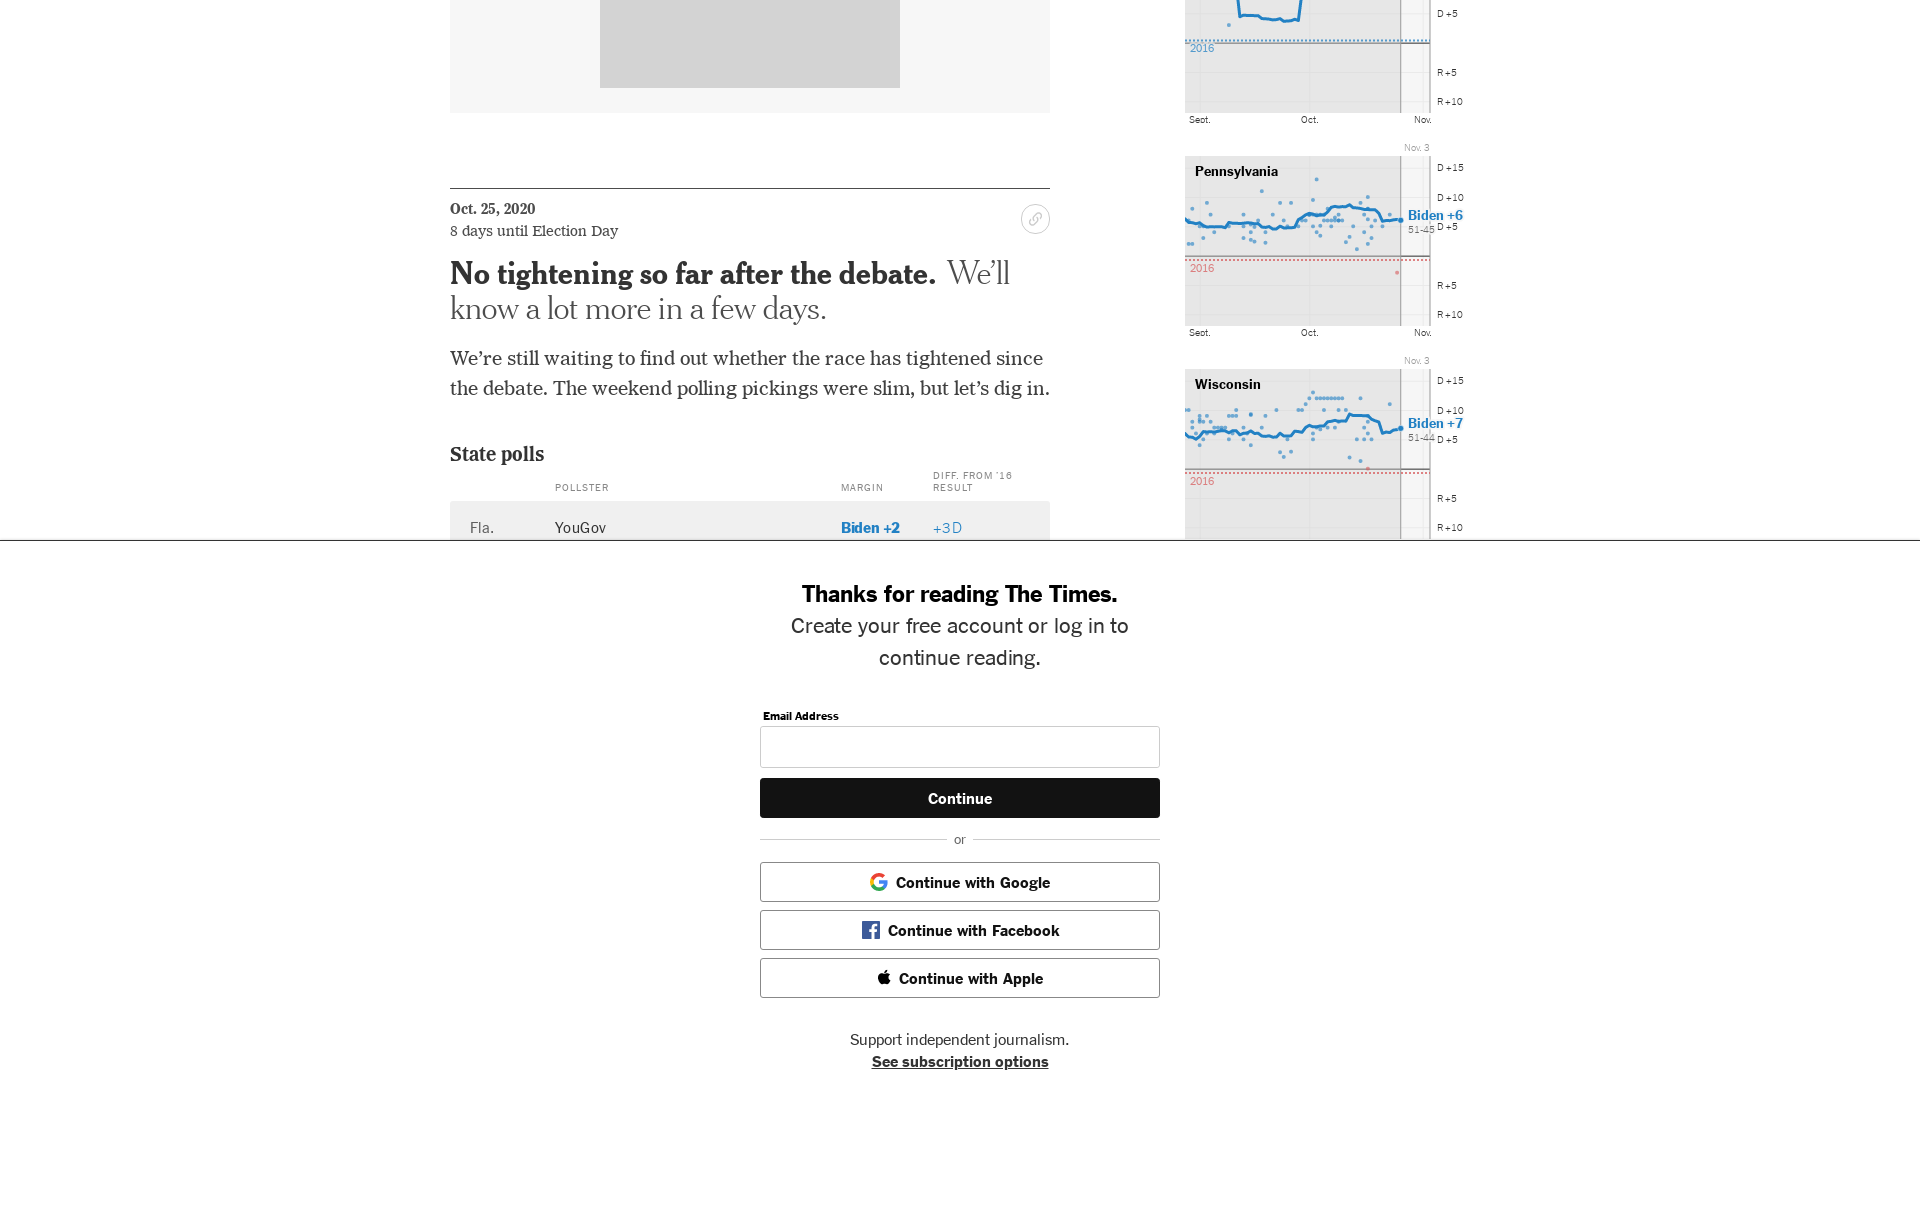 D +5
2016
R +5
R +10
Sept.
Oct.
Nov.
Oct. 25, 2020
8 days until Election Day
No tightening so far after the debate. We’ll
know a lot more in a few days.
We’re still waiting to find out whether the race has tightened since
the debate. The weekend polling pickings were slim, but let’s dig in.
State polls
POLLSTER
MARGIN
DIFF. FROM ’16
RESULT
Fla.
YouGov
Biden +2
+3 D
Nov. 3
Pennsylvania
D +15
D +10
Biden +6
51-45
D +5
2016
R +5
R +10
Sept.
Oct.
Nov.
Nov. 3
Wisconsin
D +15
D +10
Biden +7
51-44
D +5
2016
R +5
R +10
Thanks for reading The Times.
Create your free account or log in to
continue reading.
Email Address
Continue
or
Continue with Google
Continue with Facebook
Continue with Apple
Support independent journalism.
See subscription options